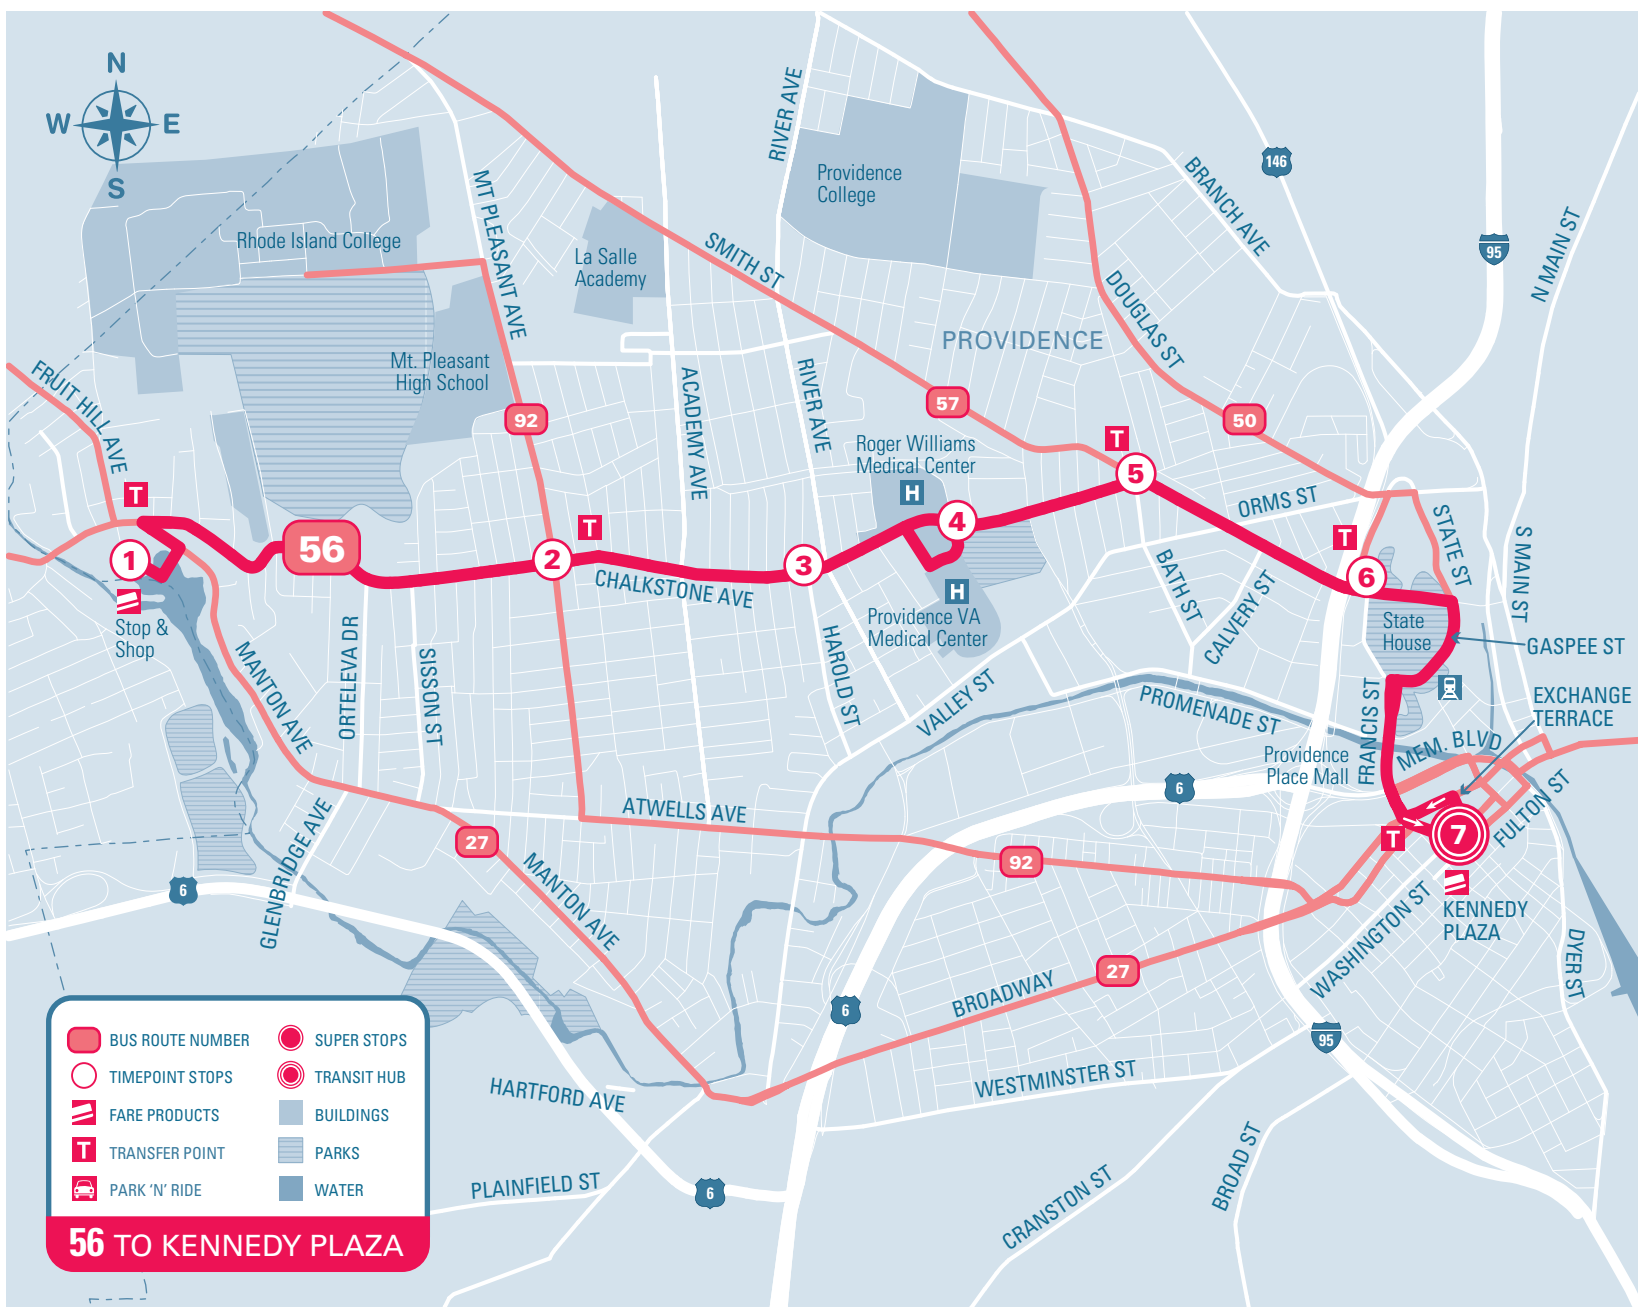 N
W
E
S
RIVER AVE
146
Providence
College
BRANCH AVE
MT PLEASANT AVE
Rhode Island College
La Salle
Academy
SMITH ST
95
N MAIN ST
DOUGLAS ST
PROVIDENCE
FRUIT HILL AVE
Mt. Pleasant
High School
ACADEMY AVE
RIVER AVE
92
57
50
T
Roger Williams
Medical Center
H
T
5
ORMS ST
STATE ST
S MAIN ST
T
4
T
1
56
2
3
CHALKSTONE AVE
H
Providence VA
Medical Center
BATH ST
CALVERY ST
6
State
House
GASPEE ST
Stop &
Shop
MANTON AVE
ORTELEVA DR
SISSON ST
HAROLD ST
VALLEY ST
PROMENADE ST
FRANCIS ST
EXCHANGE
TERRACE
MEM. BLVD
Providence
Place Mall
6
ATWELLS AVE
FULTON ST
7
T
GLENBRIDGE AVE
27
92
6
MANTON AVE
KENNEDY
PLAZA
WASHINGTON ST
DYER ST
27
BROADWAY
6
95
WESTMINSTER ST
HARTFORD AVE
PLAINFIELD ST
6
CRANSTON ST
BROAD ST
BUS ROUTE NUMBER
SUPER STOPS
TIMEPOINT STOPS
TRANSIT HUB
FARE PRODUCTS
BUILDINGS
T
TRANSFER POINT
PARKS
PARK 'N' RIDE
WATER
56 TO KENNEDY PLAZA